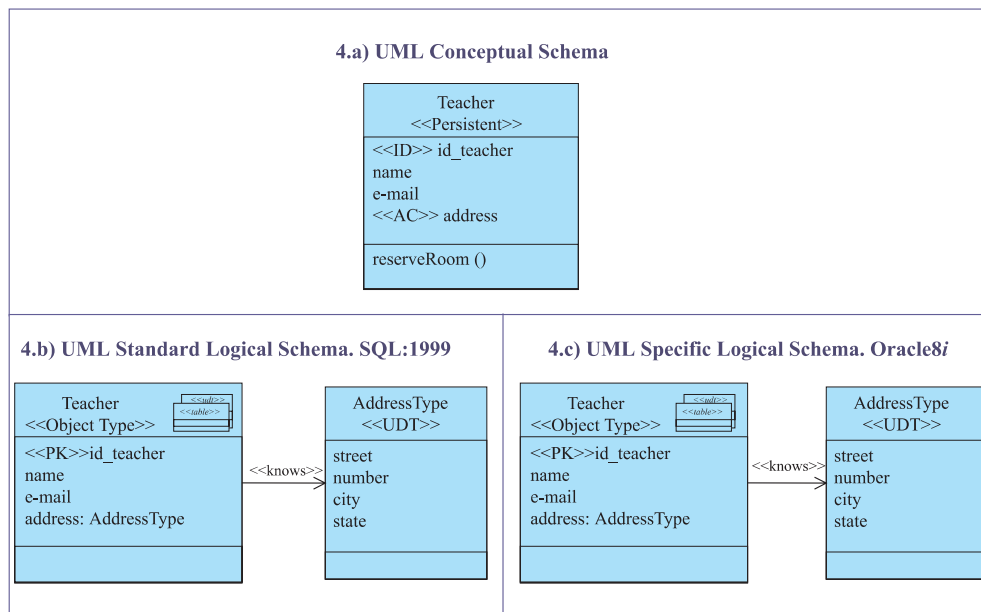 4.a) UML Conceptual Schema
Teacher
<<Persistent>>
<<ID>> id_teacher
name
e-mail
<<AC>> address
reserveRoom ()
4.b) UML Standard Logical Schema. SQL:1999
Teacher
<<Object Type>>
<<udt>>
<<table>>
<<PK>>id_teacher
name
e-mail
address: AddressType
<<knows>>
AddressType
<<UDT>>
street
number
city
state
4.c) UML Specific Logical Schema. Oracle8i
Teacher
<<Object Type>>
<<udt>>
<<table>>
<<PK>>id_teacher
name
e-mail
address: AddressType
<<knows>>
AddressType
<<UDT>>
street
number
city
state